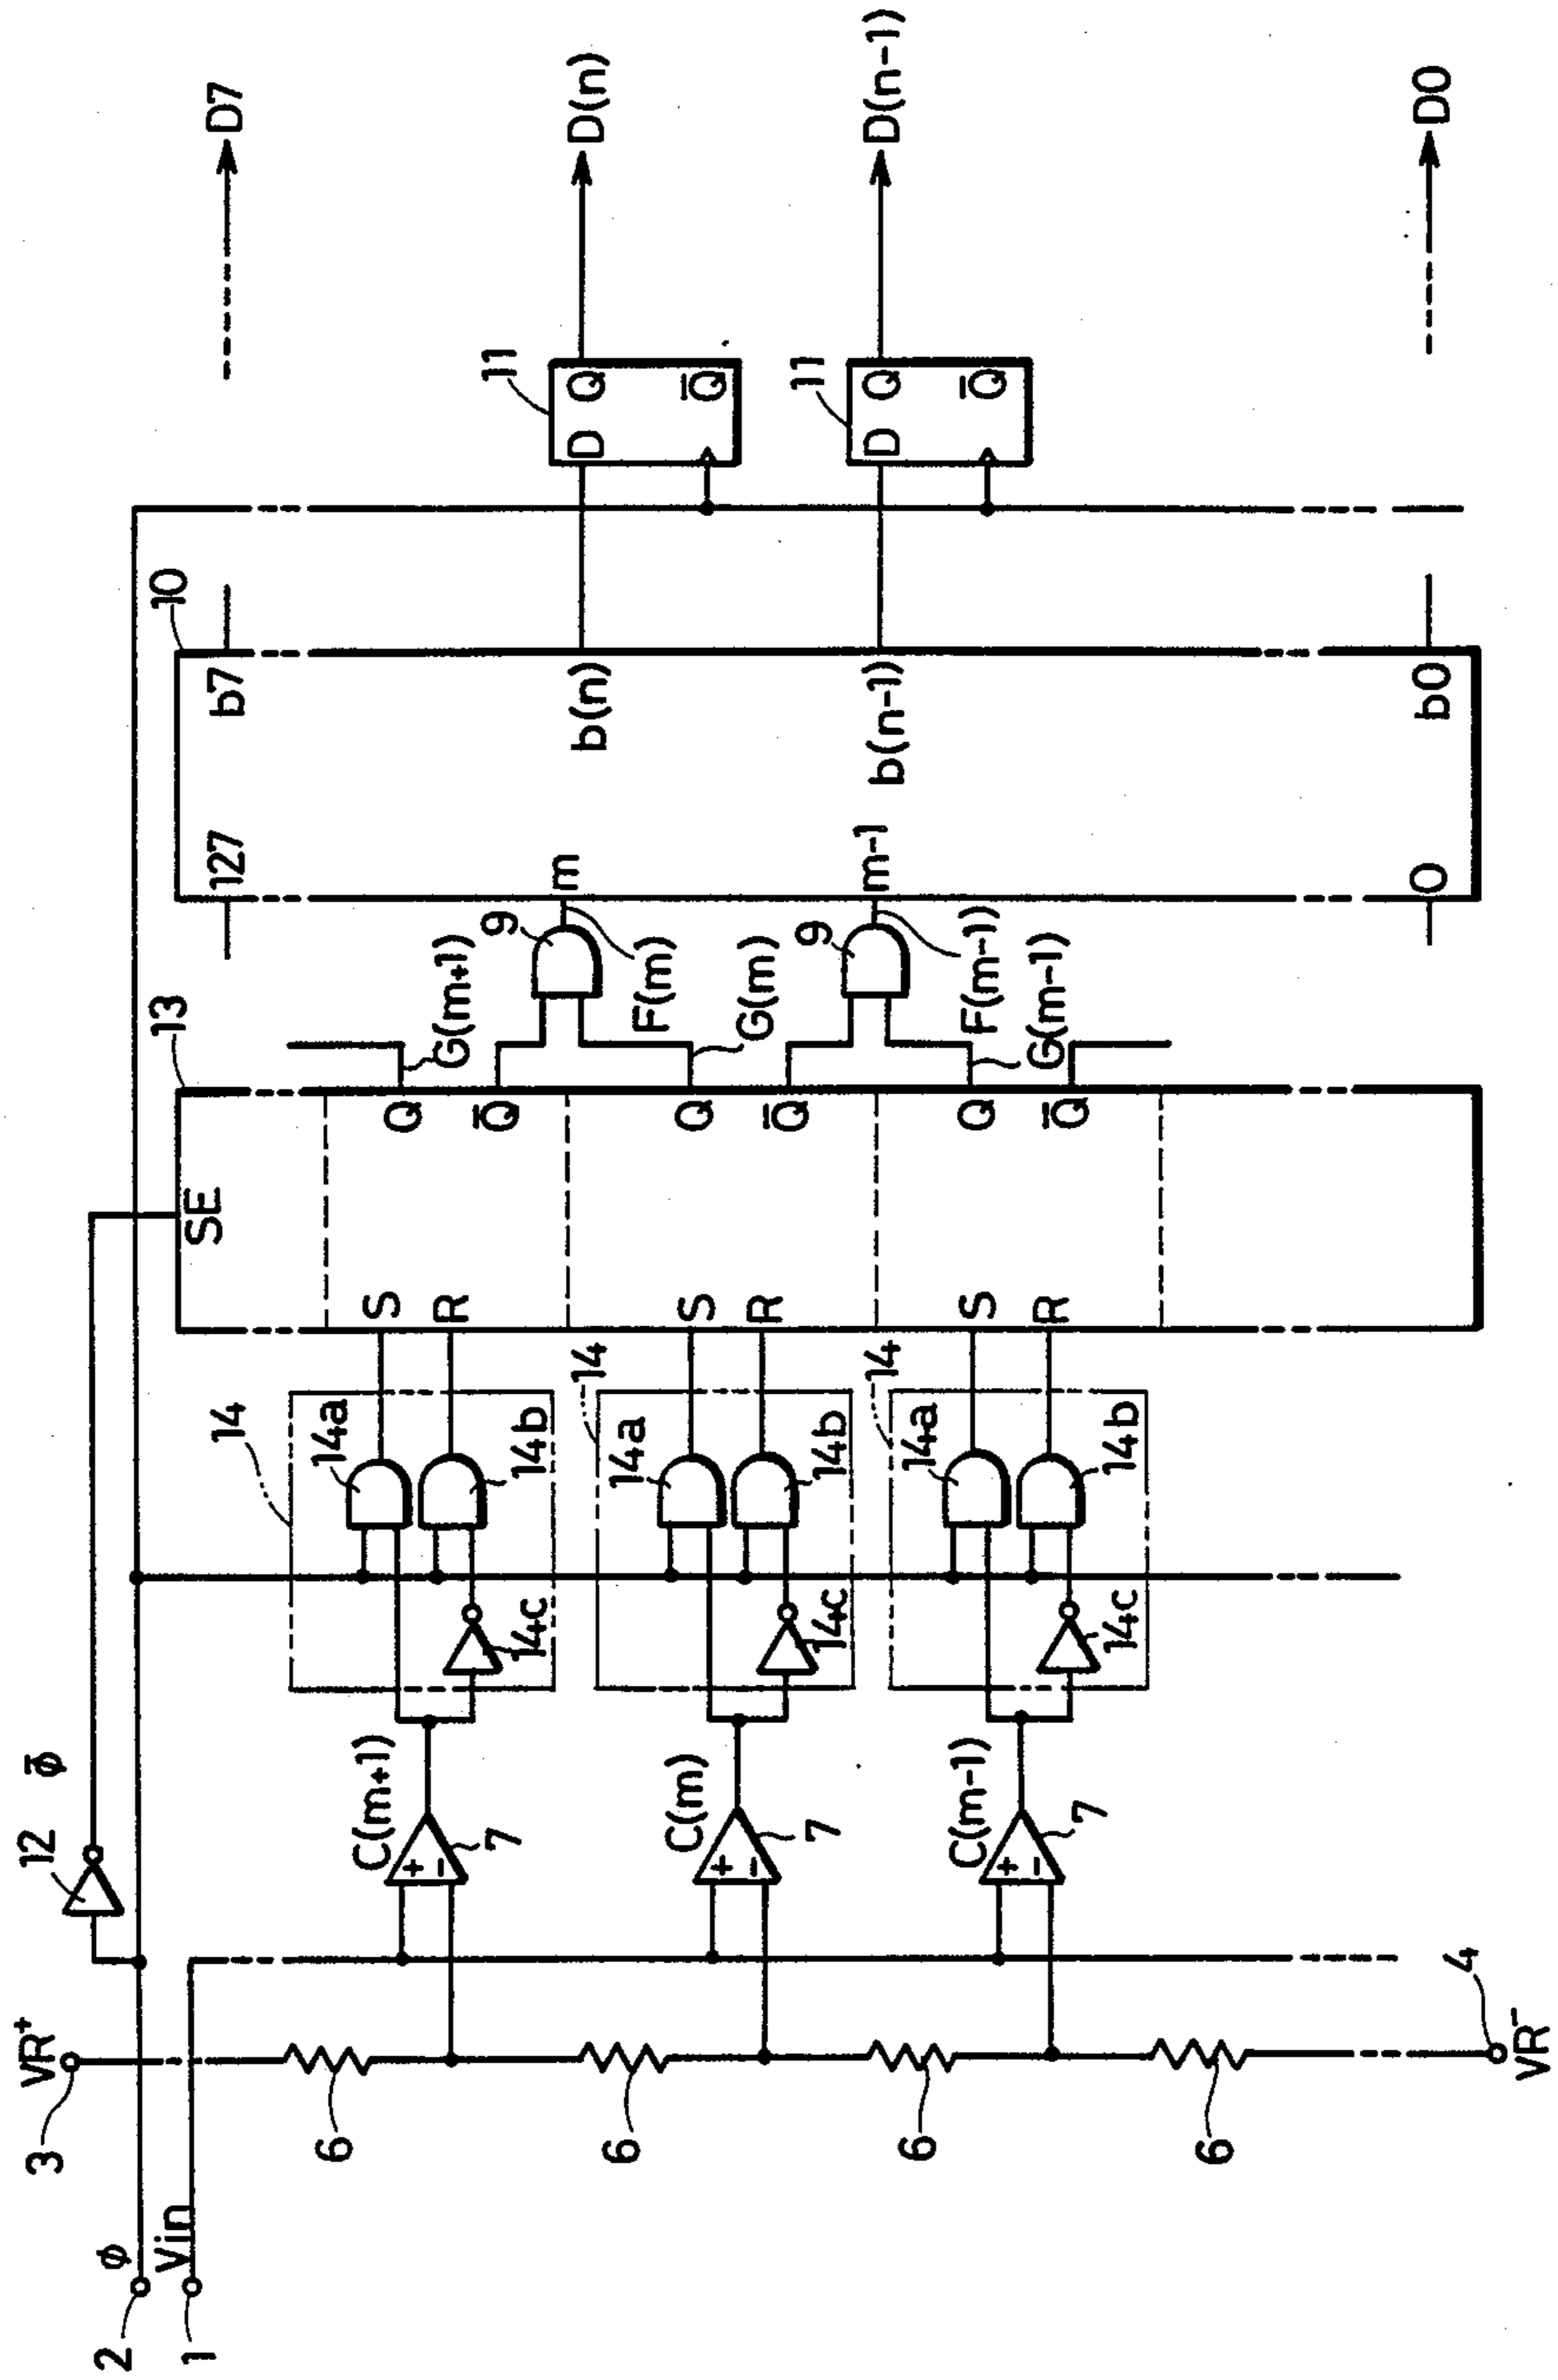 2
φ
1
Vin
3
VR⁺
12
φ̄
6
6
6
6
4
VR⁻
C(m+1)
+
−
7
C(m)
+
−
7
C(m-1)
+
−
7
14
14a
14b
14c
14
14a
14b
14c
14
14a
14b
14c
13
SE
S
R
Q
Q̄
S
R
Q
Q̄
S
R
Q
Q̄
G(m+1)
9
F(m)
G(m)
9
F(m-1)
G(m-1)
10
127
b7
m
b(n)
m-1
b(n-1)
0
b0
11
D Q
Q̄
11
D Q
Q̄
D7
D(n)
D(n-1)
D0